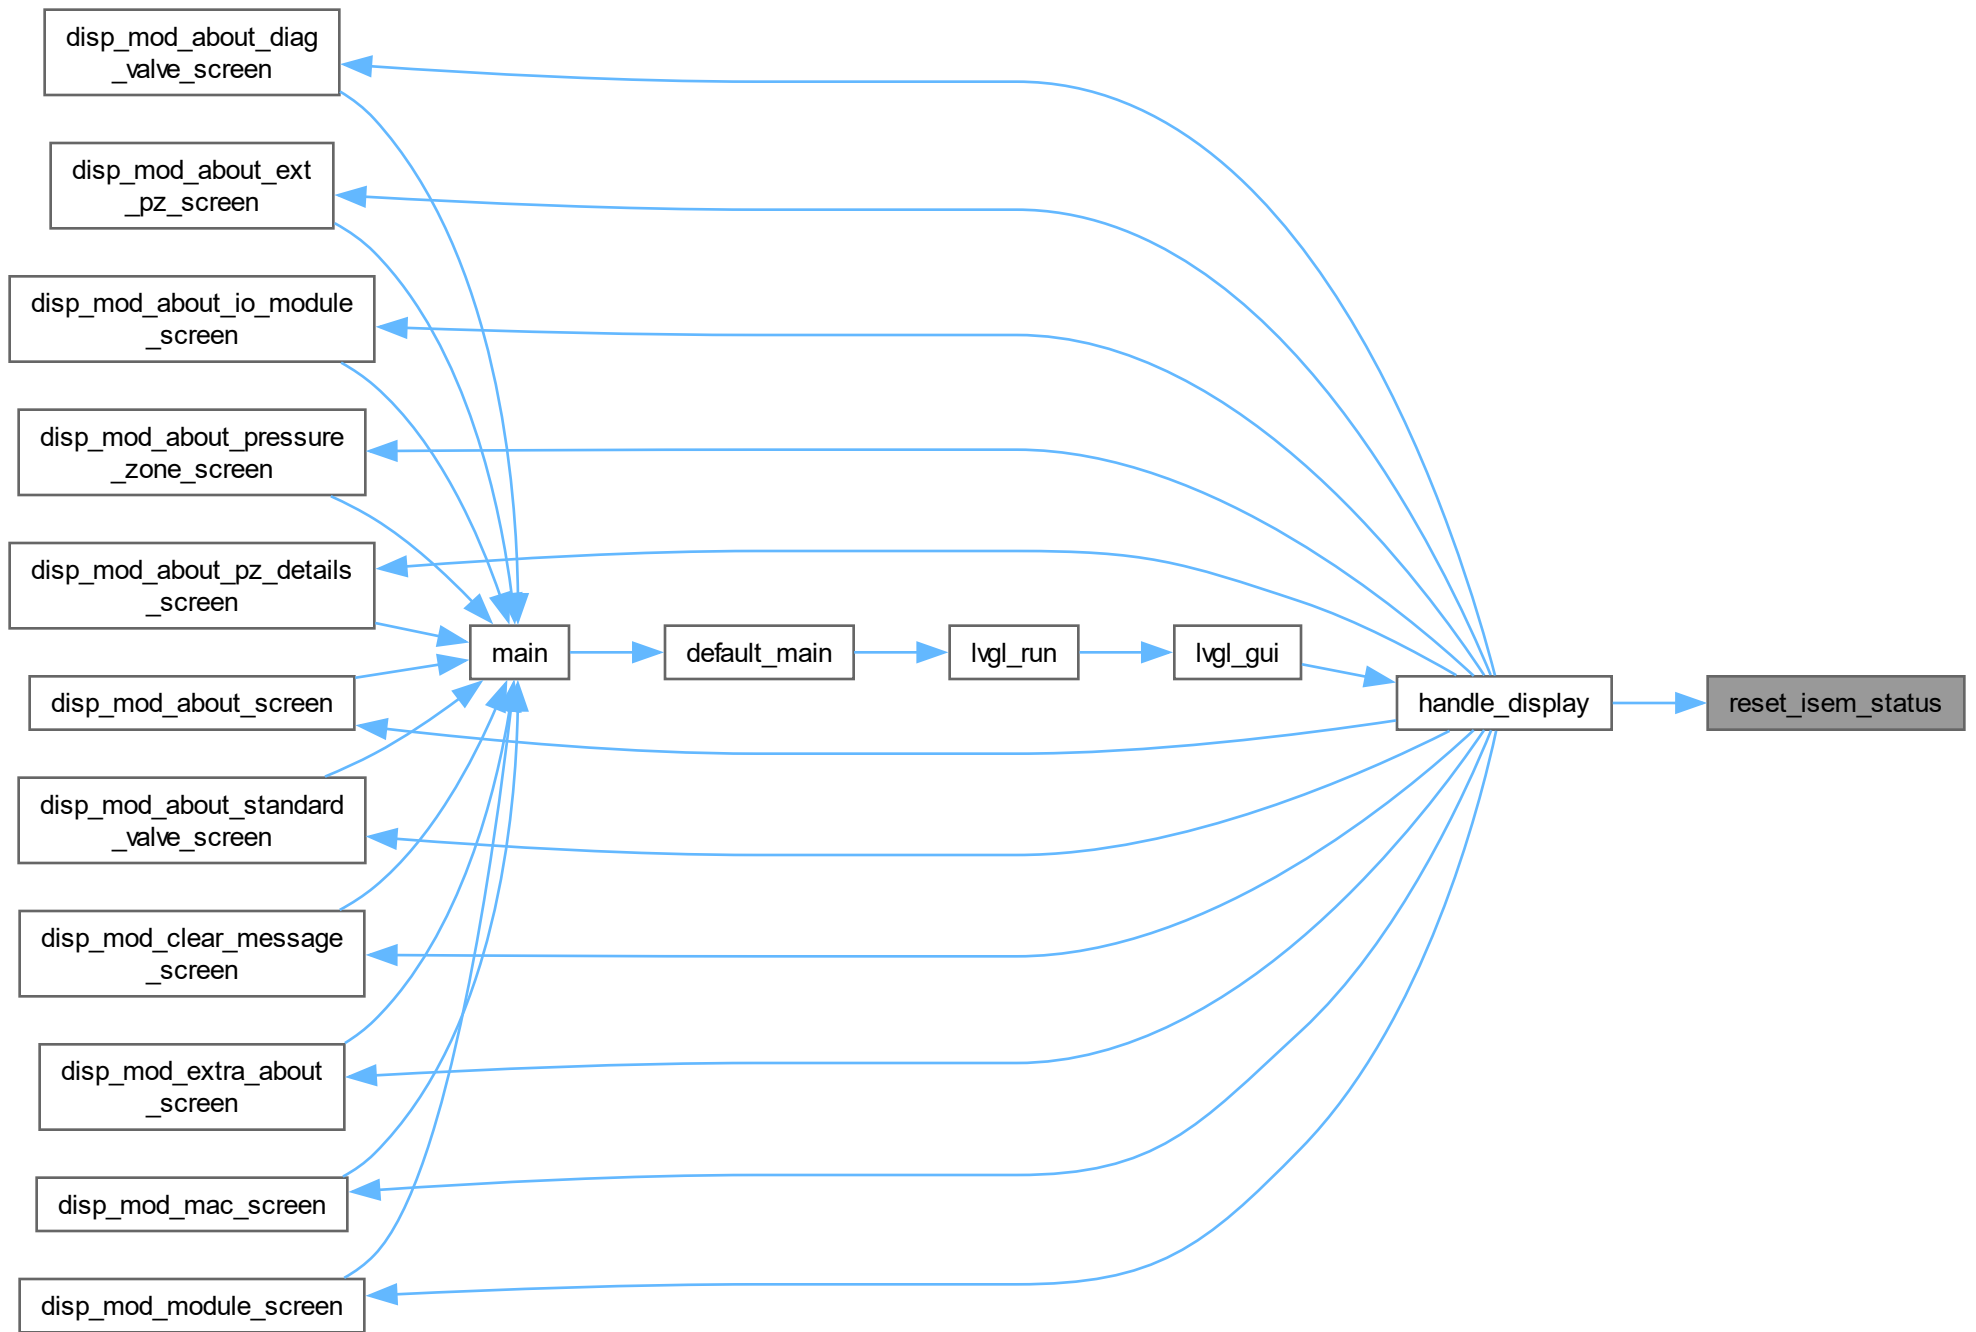 disp_mod_about_diag
_valve_screen
disp_mod_about_ext
_pz_screen
disp_mod_about_io_module
_screen
disp_mod_about_pressure
_zone_screen
disp_mod_about_pz_details
_screen
disp_mod_about_screen
disp_mod_about_standard
_valve_screen
disp_mod_clear_message
_screen
disp_mod_extra_about
_screen
disp_mod_mac_screen
disp_mod_module_screen
main
default_main
lvgl_run
lvgl_gui
handle_display
reset_isem_status